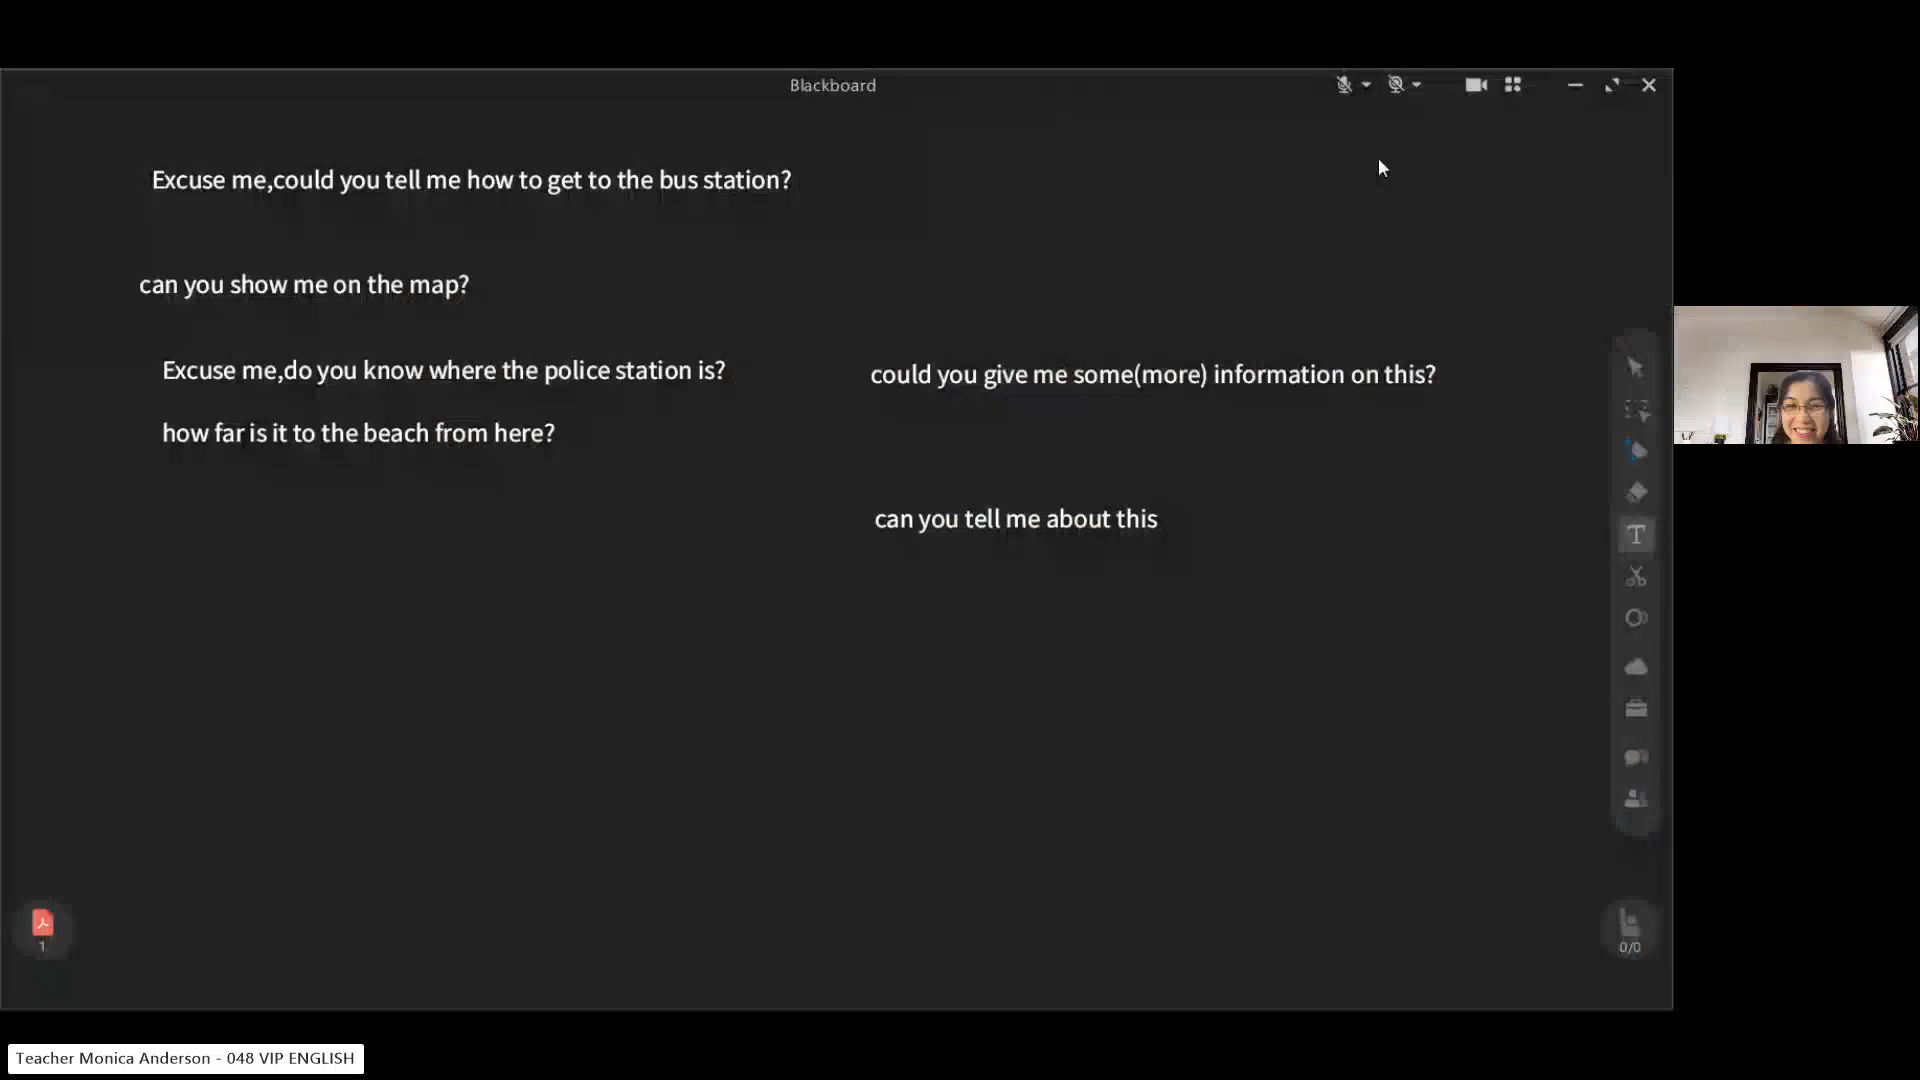 Blackboard
Excuse me,could you tell me how to get to the bus station?
can you show me on the map?
Excuse me,do you know where the police station is?
how far is it to the beach from here?
could you give me some(more) information on this?
can you tell me about this
T
1
0/0
Teacher Monica Anderson - 048 VIP ENGLISH